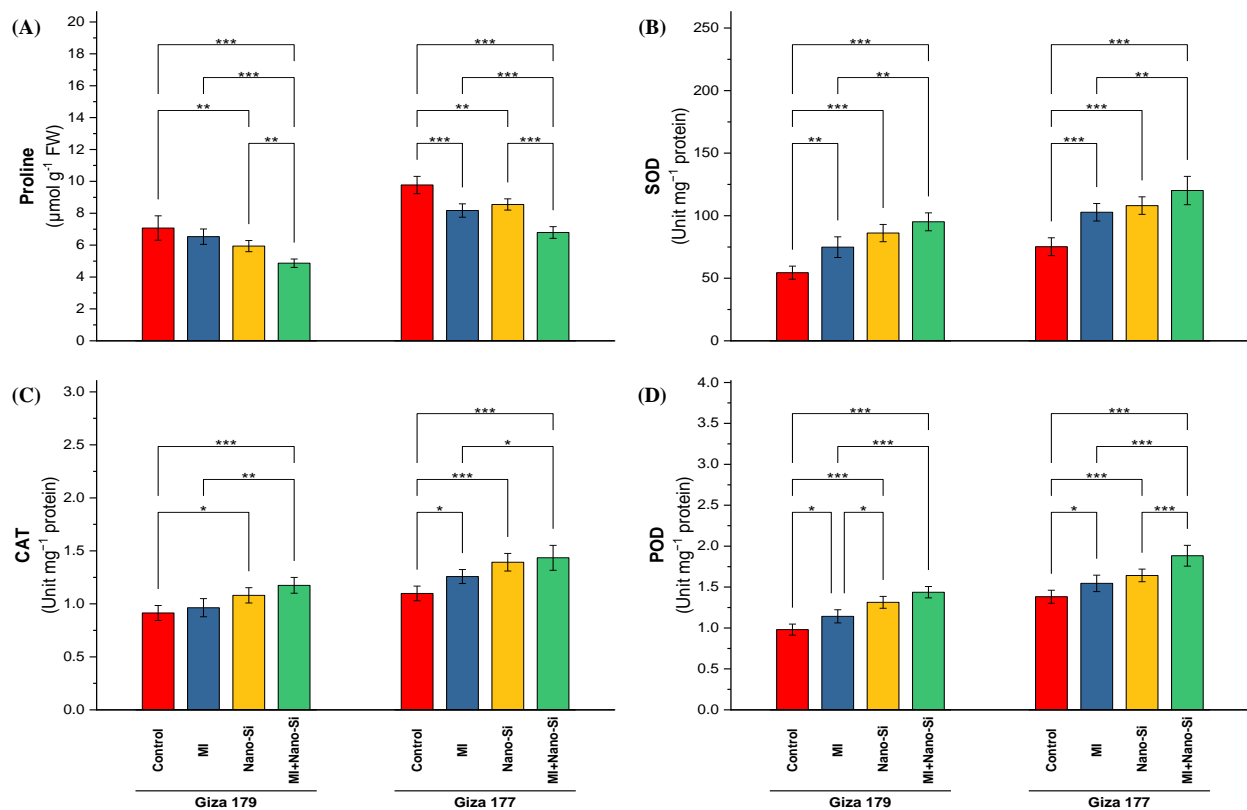 (A)
Proline
(μmol g⁻¹ FW)
20
18
16
14
12
10
8
6
4
2
0
***
***
**
**
***
***
**
***
***
(B)
SOD
(Unit mg⁻¹ protein)
250
200
150
100
50
0
***
**
***
**
***
**
***
***
(C)
CAT
(Unit mg⁻¹ protein)
3.0
2.5
2.0
1.5
1.0
0.5
0.0
***
**
*
***
*
***
*
Control
MI
Nano-Si
MI+Nano-Si
Control
MI
Nano-Si
MI+Nano-Si
Giza 179
Giza 177
(D)
POD
(Unit mg⁻¹ protein)
4.0
3.5
3.0
2.5
2.0
1.5
1.0
0.5
0.0
***
***
***
*
*
***
***
***
*
***
Control
MI
Nano-Si
MI+Nano-Si
Control
MI
Nano-Si
MI+Nano-Si
Giza 179
Giza 177